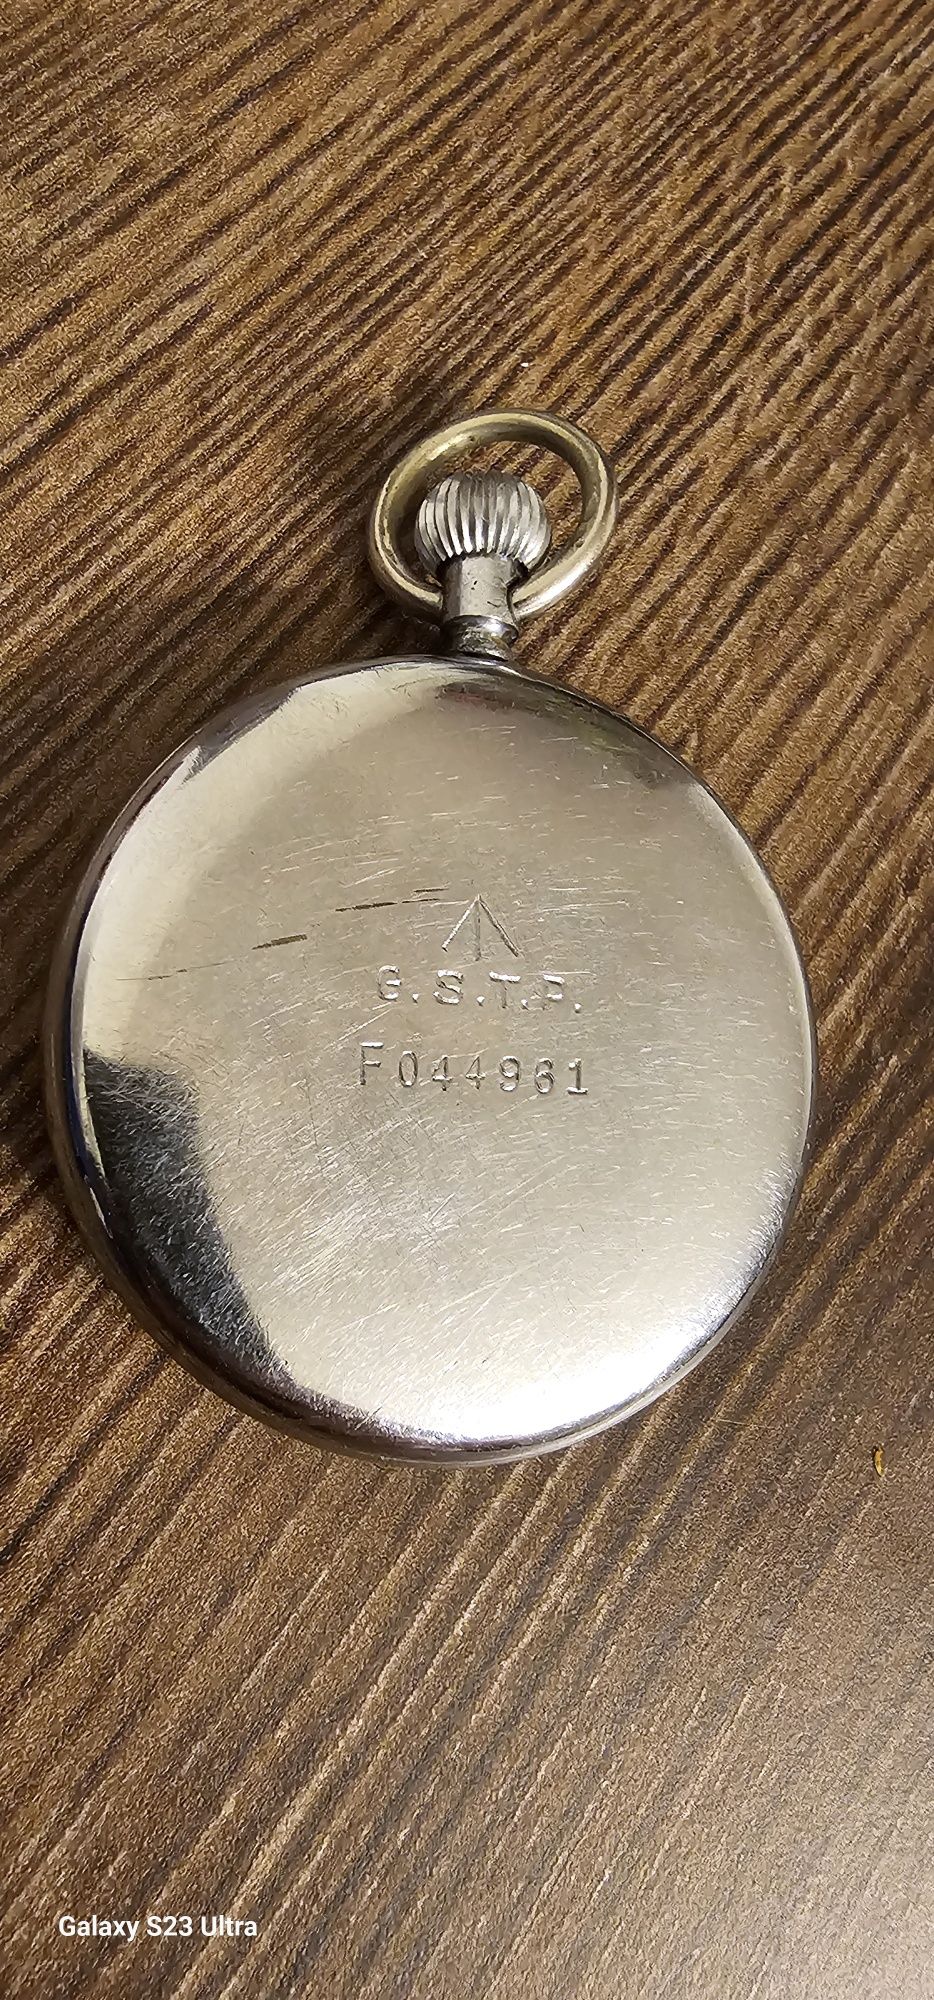 G.S.T.P.
F044961
Galaxy S23 Ultra